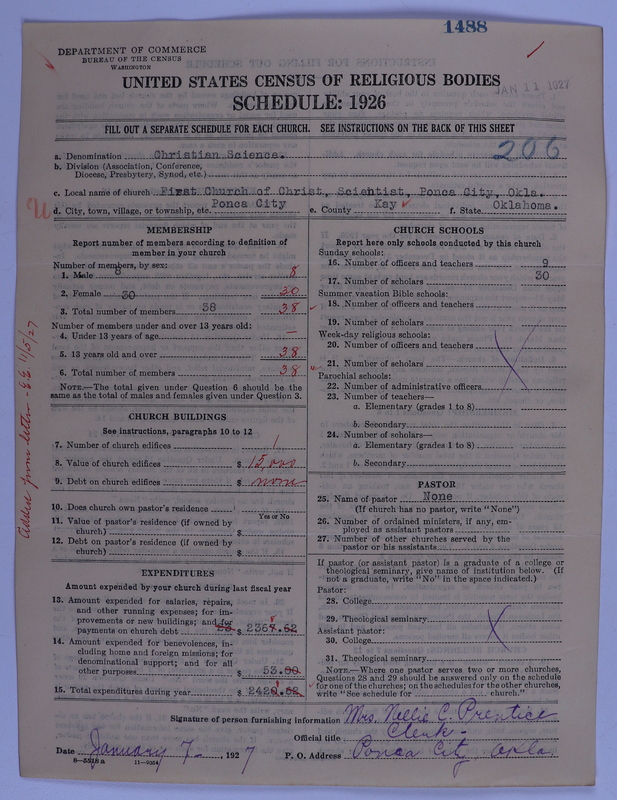 1488
DEPARTMENT OF COMMERCE
BUREAU OF THE CENSUS
WASHINGTON
JAN 11 1927
UNITED STATES CENSUS OF RELIGIOUS BODIES
SCHEDULE: 1926
FILL OUT A SEPARATE SCHEDULE FOR EACH CHURCH. SEE INSTRUCTIONS ON THE BACK OF THIS SHEET
206
a. Denomination Christian Science.
b. Division (Association, Conference, Diocese, Presbytery, Synod, etc.)
c. Local name of church First Church of Christ, Scientist, Ponca City, Okla.
d. City, town, village, or township, etc. Ponca City e. County Kay f. State Oklahoma.
U
MEMBERSHIP
Report number of members according to definition of
member in your church
Number of members, by sex:
1. Male 8 8
2. Female 30 30
3. Total number of members 38 38
Number of members under and over 13 years old:
4. Under 13 years of age —
5. 13 years old and over 38
6. Total number of members 38
NOTE.—The total given under Question 6 should be
same as the total of males and females given under Question 3.
CHURCH BUILDINGS
See instructions, paragraphs 10 to 12
7. Number of church edifices 1
8. Value of church edifices $ 15,000
9. Debt on church edifices $ none
10. Does church own pastor's residence
Yes or No
11. Value of pastor's residence (if owned by
church) $
12. Debt on pastor's residence (if owned by
church) $
Added from letter - 11/5/27
EXPENDITURES
Amount expended by your church during last fiscal year
13. Amount expended for salaries, repairs,
and other running expenses; for im-
provements or new buildings; and for
payments on church debt $ 2367.52 8
14. Amount expended for benevolences, in-
cluding home and foreign missions; for
denominational support; and for all
other purposes $ 53.00
15. Total expenditures during year $ 2420.52 1
CHURCH SCHOOLS
Report here only schools conducted by this church
Sunday schools:
16. Number of officers and teachers 9
17. Number of scholars 30
Summer vacation Bible schools:
18. Number of officers and teachers
19. Number of scholars
Week-day religious schools:
20. Number of officers and teachers
21. Number of scholars
Parochial schools:
22. Number of administrative officers
23. Number of teachers—
a. Elementary (grades 1 to 8)
b. Secondary
24. Number of scholars—
a. Elementary (grades 1 to 8)
b. Secondary
PASTOR
25. Name of pastor None
(If church has no pastor, write "None")
26. Number of ordained ministers, if any, em-
ployed as assistant pastors
27. Number of other churches served by the
pastor or his assistants
If pastor (or assistant pastor) is a graduate of a college or
theological seminary, give name of institution below. (If
not a graduate, write "No" in the space indicated.)
Pastor:
28. College
29. Theological seminary
Assistant pastor:
30. College
31. Theological seminary
NOTE.—Where one pastor serves two or more churches,
Questions 28 and 29 should be answered only on the schedule
for one of the churches; on the schedules for the other churches,
write "See schedule for church."
Signature of person furnishing information Mrs. Nellie C. Prentice
Official title Clerk -
Date January 7 - , 1927 P. O. Address Ponca City Okla
8—5518a 11—9054